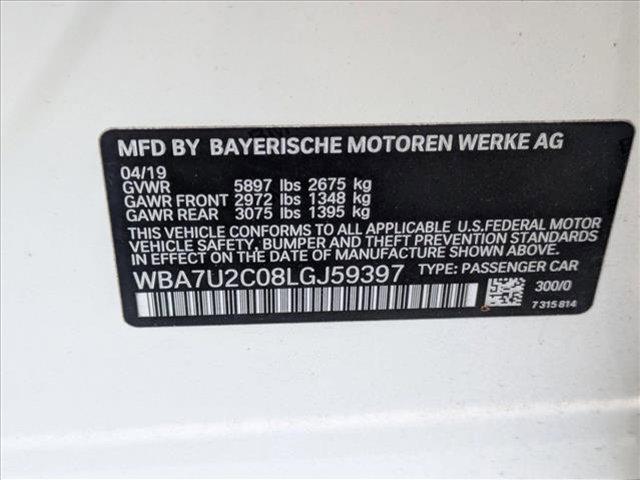 MFD BY BAYERISCHE MOTOREN WERKE AG
04/19
GVWR 5897 lbs 2675 kg
GAWR FRONT 2972 lbs 1348 kg
GAWR REAR 3075 lbs 1395 kg
THIS VEHICLE CONFORMS TO ALL APPLICABLE U.S.FEDERAL MOTOR
VEHICLE SAFETY, BUMPER AND THEFT PREVENTION STANDARDS
IN EFFECT ON THE DATE OF MANUFACTURE SHOWN ABOVE.
WBA7U2C08LGJ59397 TYPE: PASSENGER CAR
300/0
7 315 814